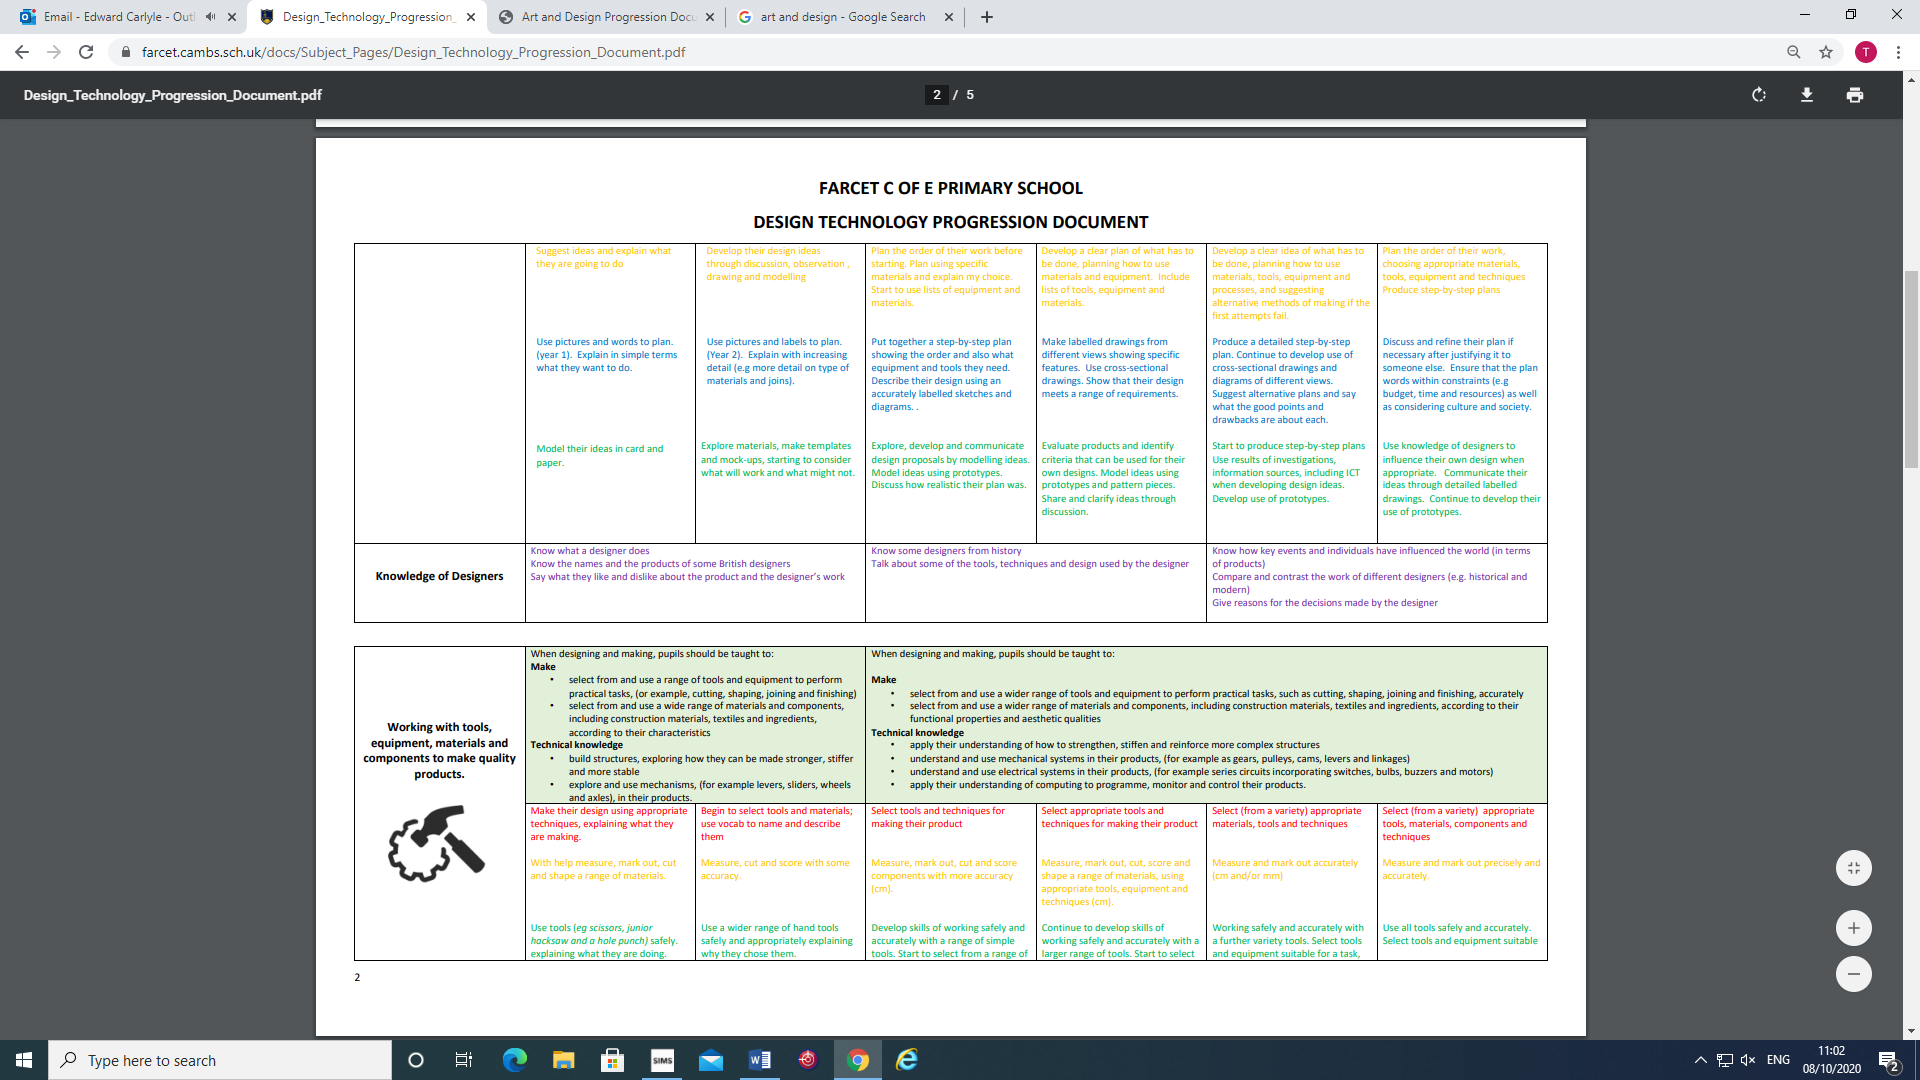 Email - Edward Carlyle - Out
Design_Technology_Progression_
Art and Design Progression Docu
art and design - Google Search
farcet.cambs.sch.uk/docs/Subject_Pages/Design_Technology_Progression_Document.pdf
T
Design_Technology_Progression_Document.pdf
2 / 5
FARCET C OF E PRIMARY SCHOOL
DESIGN TECHNOLOGY PROGRESSION DOCUMENT
Suggest ideas and explain what
they are going to do
Use pictures and words to plan.
(year 1). Explain in simple terms
what they want to do.
Model their ideas in card and
paper.
Develop their design ideas
through discussion, observation ,
drawing and modelling
Use pictures and labels to plan.
(Year 2). Explain with increasing
detail (e.g more detail on type of
materials and joins).
Explore materials, make templates
and mock-ups, starting to consider
what will work and what might not.
Plan the order of their work before
starting. Plan using specific
materials and explain my choice.
Start to use lists of equipment and
materials.
Put together a step-by-step plan
showing the order and also what
equipment and tools they need.
Describe their design using an
accurately labelled sketches and
diagrams. .
Explore, develop and communicate
design proposals by modelling ideas.
Model ideas using prototypes.
Discuss how realistic their plan was.
Develop a clear plan of what has to
be done, planning how to use
materials and equipment. Include
lists of tools, equipment and
materials.
Make labelled drawings from
different views showing specific
features. Use cross-sectional
drawings. Show that their design
meets a range of requirements.
Evaluate products and identify
criteria that can be used for their
own designs. Model ideas using
prototypes and pattern pieces.
Share and clarify ideas through
discussion.
Develop a clear idea of what has to
be done, planning how to use
materials, tools, equipment and
processes, and suggesting
alternative methods of making if the
first attempts fail.
Produce a detailed step-by-step
plan. Continue to develop use of
cross-sectional drawings and
diagrams of different views.
Suggest alternative plans and say
what the good points and
drawbacks are about each.
Start to produce step-by-step plans
Use results of investigations,
information sources, including ICT
when developing design ideas.
Develop use of prototypes.
Plan the order of their work,
choosing appropriate materials,
tools, equipment and techniques
Produce step-by-step plans
Discuss and refine their plan if
necessary after justifying it to
someone else. Ensure that the plan
words within constraints (e.g
budget, time and resources) as well
as considering culture and society.
Use knowledge of designers to
influence their own design when
appropriate. Communicate their
ideas through detailed labelled
drawings. Continue to develop their
use of prototypes.
Knowledge of Designers
Know what a designer does
Know the names and the products of some British designers
Say what they like and dislike about the product and the designer's work
Know some designers from history
Talk about some of the tools, techniques and design used by the designer
Know how key events and individuals have influenced the world (in terms
of products)
Compare and contrast the work of different designers (e.g. historical and
modern)
Give reasons for the decisions made by the designer
Working with tools,
equipment, materials and
components to make quality
products.
When designing and making, pupils should be taught to:
Make
• select from and use a range of tools and equipment to perform
practical tasks, (or example, cutting, shaping, joining and finishing)
• select from and use a wide range of materials and components,
including construction materials, textiles and ingredients,
according to their characteristics
Technical knowledge
• build structures, exploring how they can be made stronger, stiffer
and more stable
• explore and use mechanisms, (for example levers, sliders, wheels
and axles), in their products.
When designing and making, pupils should be taught to:
Make
• select from and use a wider range of tools and equipment to perform practical tasks, such as cutting, shaping, joining and finishing, accurately
• select from and use a wider range of materials and components, including construction materials, textiles and ingredients, according to their
functional properties and aesthetic qualities
Technical knowledge
• apply their understanding of how to strengthen, stiffen and reinforce more complex structures
• understand and use mechanical systems in their products, (for example as gears, pulleys, cams, levers and linkages)
• understand and use electrical systems in their products, (for example series circuits incorporating switches, bulbs, buzzers and motors)
• apply their understanding of computing to programme, monitor and control their products.
Make their design using appropriate
techniques, explaining what they
are making.
With help measure, mark out, cut
and shape a range of materials.
Use tools (eg scissors, junior
hacksaw and a hole punch) safely.
explaining what they are doing.
Begin to select tools and materials;
use vocab to name and describe
them
Measure, cut and score with some
accuracy.
Use a wider range of hand tools
safely and appropriately explaining
why they chose them.
Select tools and techniques for
making their product
Measure, mark out, cut and score
components with more accuracy
(cm).
Develop skills of working safely and
accurately with a range of simple
tools. Start to select from a range of
Select appropriate tools and
techniques for making their product
Measure, mark out, cut, score and
shape a range of materials, using
appropriate tools, equipment and
techniques (cm).
Continue to develop skills of
working safely and accurately with a
larger range of tools. Start to select
Select (from a variety) appropriate
materials, tools and techniques
Measure and mark out accurately
(cm and/or mm)
Working safely and accurately with
a further variety tools. Select tools
and equipment suitable for a task,
Select (from a variety) appropriate
tools, materials, components and
techniques
Measure and mark out precisely and
accurately.
Use all tools safely and accurately.
Select tools and equipment suitable
2
Type here to search
SIMS
ENG
11:02
08/10/2020
2